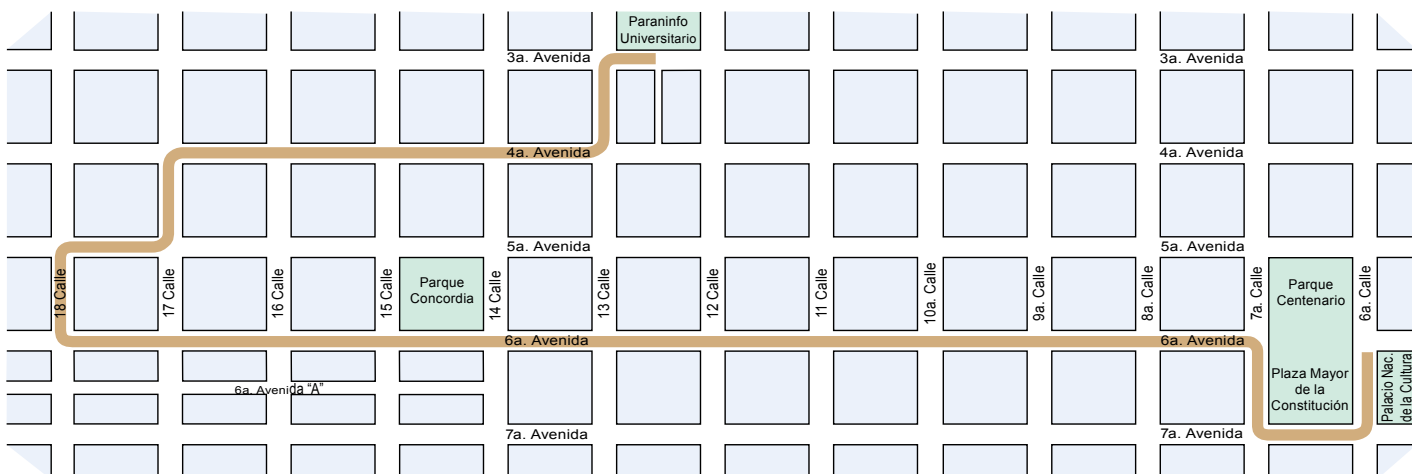 Paraninfo
Universitario
3a. Avenida
3a. Avenida
4a. Avenida
4a. Avenida
5a. Avenida
5a. Avenida
18 Calle
17 Calle
16 Calle
15 Calle
Parque
Concordia
14 Calle
13 Calle
12 Calle
11 Calle
10a. Calle
9a. Calle
8a. Calle
7a. Calle
Parque
Centenario
6a. Calle
6a. Avenida
6a. Avenida
6a. Avenida "A"
Plaza Mayor
de la
Constitución
Palacio Nac.
de la Cultura
7a. Avenida
7a. Avenida